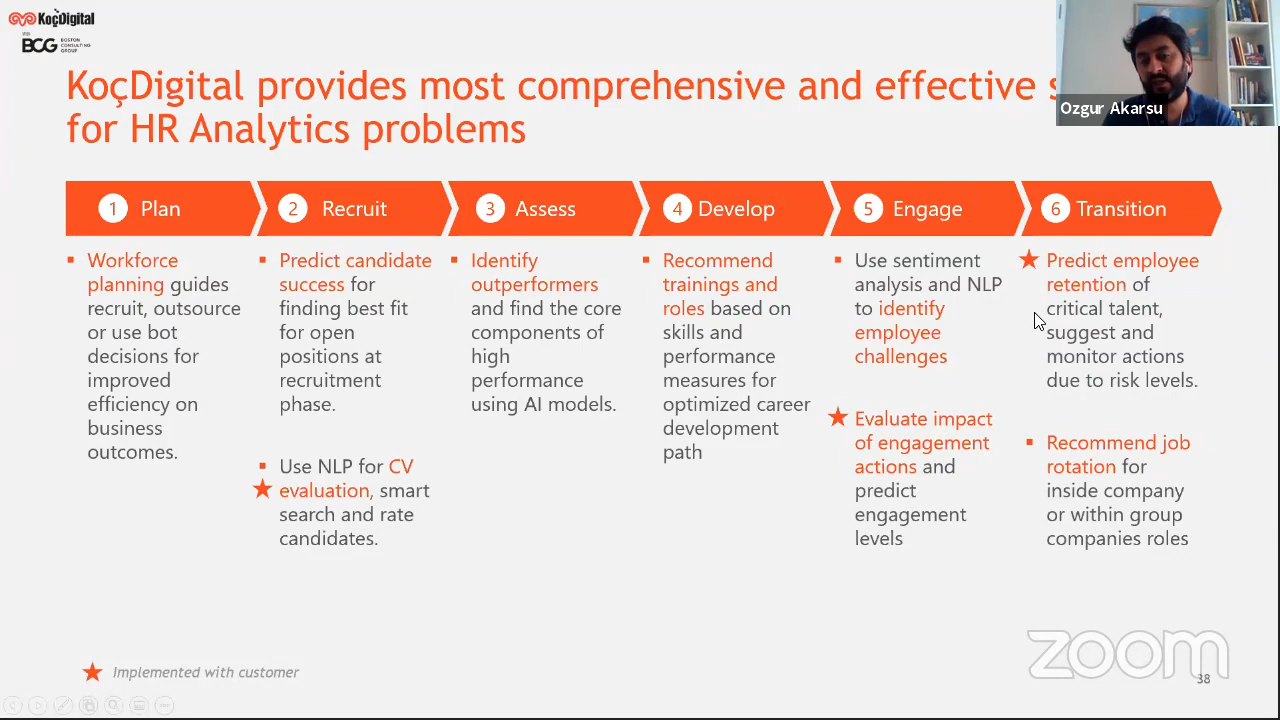 KoçDigital
With
BCG BOSTON
CONSULTING
GROUP
KoçDigital provides most comprehensive and effective s
for HR Analytics problems
Ozgur Akarsu
1 Plan
2 Recruit
3 Assess
4 Develop
5 Engage
6 Transition
Workforce
planning guides
recruit, outsource
or use bot
decisions for
improved
efficiency on
business
outcomes.
Predict candidate
success for
finding best fit
for open
positions at
recruitment
phase.
Use NLP for CV
evaluation, smart
search and rate
candidates.
Identify
outperformers
and find the core
components of
high
performance
using AI models.
Recommend
trainings and
roles based on
skills and
performance
measures for
optimized career
development
path
Use sentiment
analysis and NLP
to identify
employee
challenges
Evaluate impact
of engagement
actions and
predict
engagement
levels
Predict employee
retention of
critical talent,
suggest and
monitor actions
due to risk levels.
Recommend job
rotation for
inside company
or within group
companies roles
Implemented with customer
zoom
38